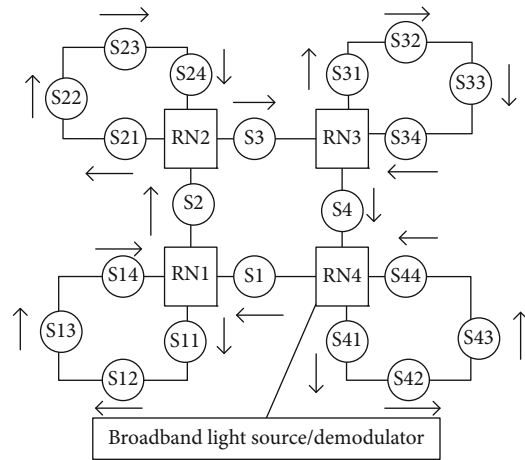 S23
S32
S24
S31
S22
S33
S21
RN2
S3
RN3
S34
S2
S4
S14
RN1
S1
RN4
S44
S13
S11
S41
S43
S12
S42
Broadband light source/demodulator